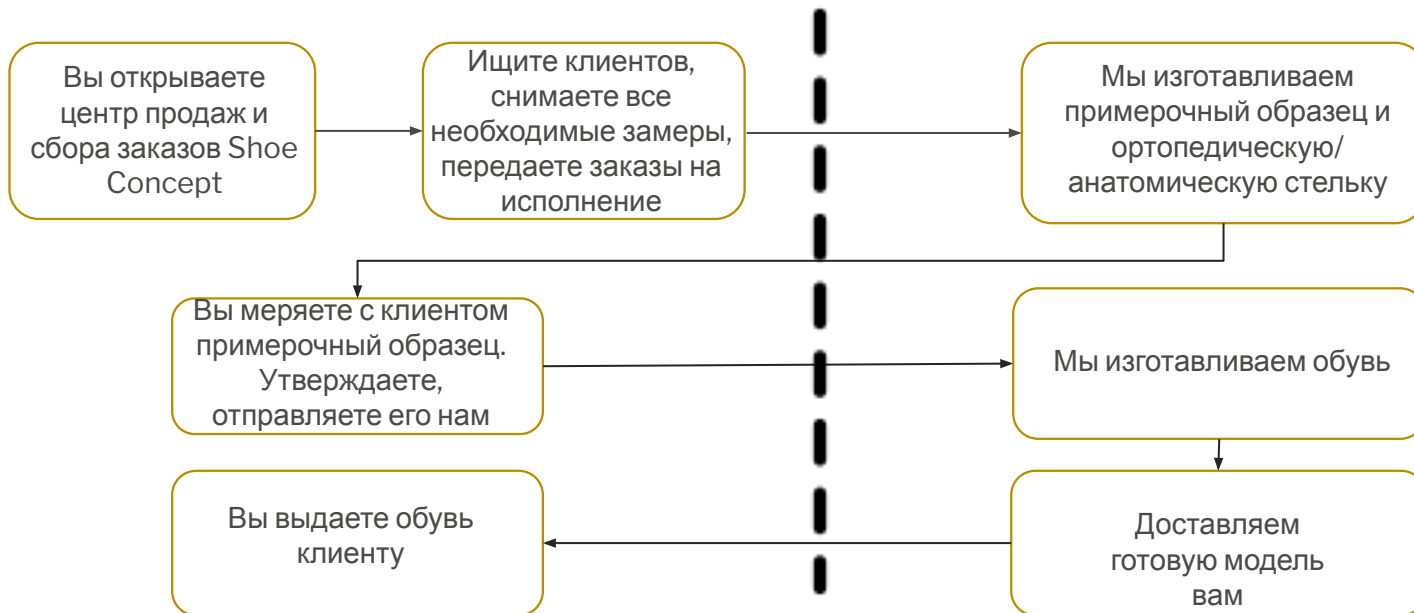 Вы открываете
центр продаж и
сбора заказов Shoe
Concept
Ищите клиентов,
снимаете все
необходимые замеры,
передаете заказы на
исполнение
Мы изготавливаем
примерочный образец и
ортопедическую/
анатомическую стельку
Вы меряете с клиентом
примерочный образец.
Утверждаете,
отправляете его нам
Мы изготавливаем обувь
Доставляем
готовую модель
вам
Вы выдаете обувь
клиенту